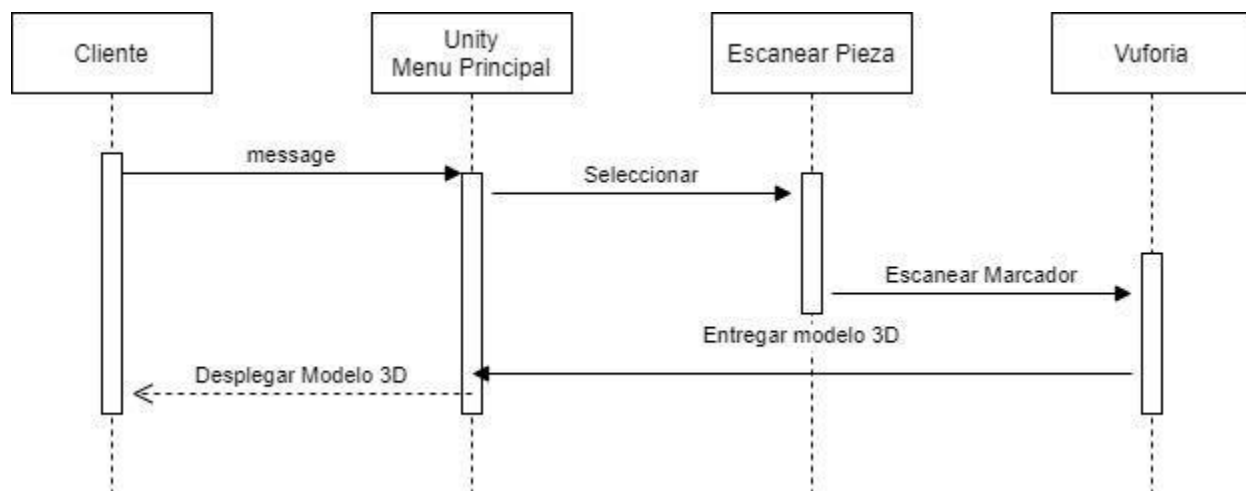 Cliente
Unity
Menu Principal
Escanear Pieza
Vuforia
message
Seleccionar
Escanear Marcador
Entregar modelo 3D
Desplegar Modelo 3D